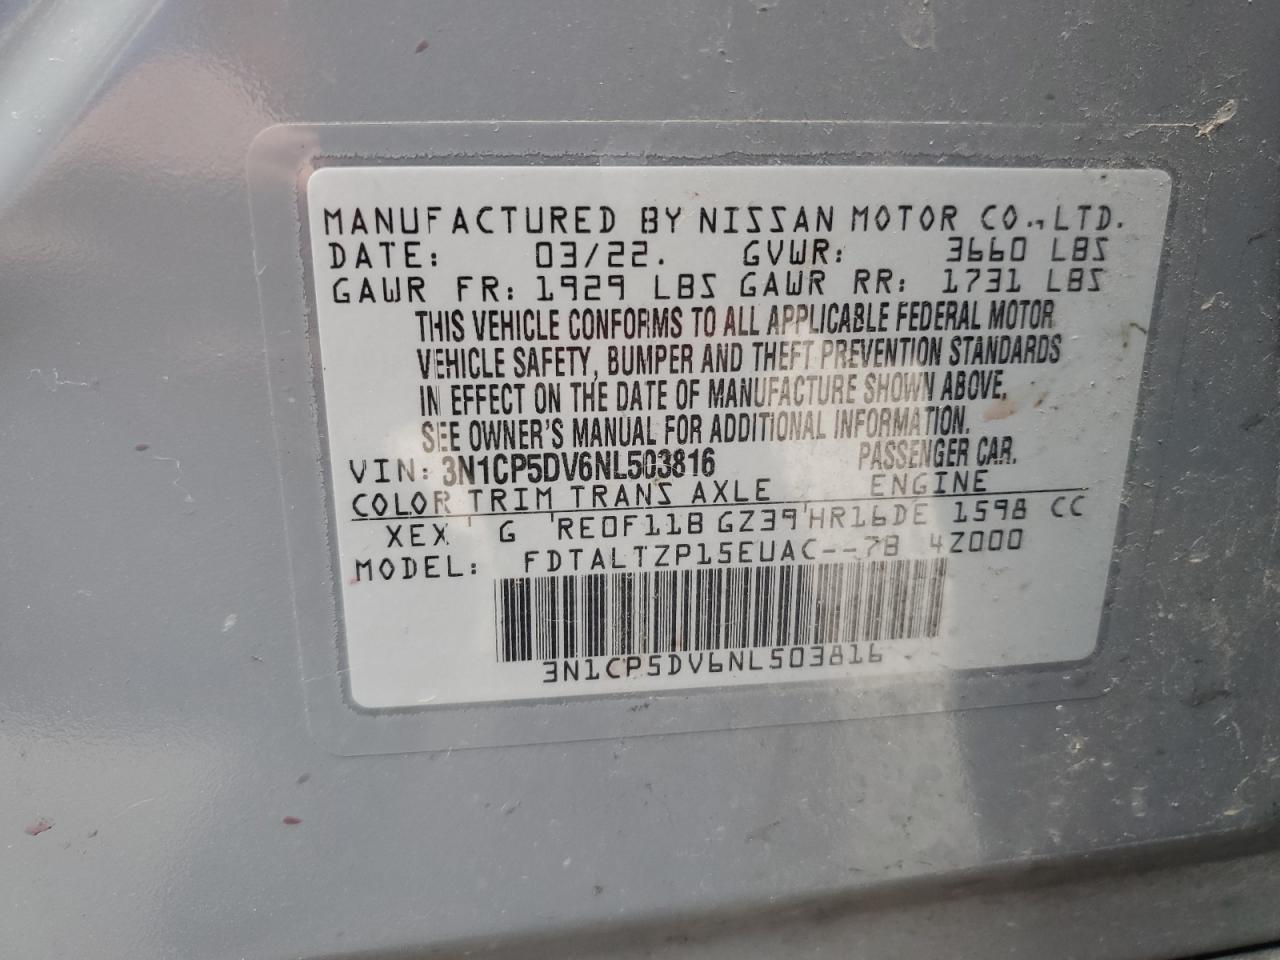 MANUFACTURED BY NISSAN MOTOR CO., LTD.
DATE: 03/22. GVWR: 3660 LBS
GAWR FR: 1929 LBS GAWR RR: 1731 LBS
THIS VEHICLE CONFORMS TO ALL APPLICABLE FEDERAL MOTOR
VEHICLE SAFETY, BUMPER AND THEFT PREVENTION STANDARDS
IN EFFECT ON THE DATE OF MANUFACTURE SHOWN ABOVE.
SEE OWNER'S MANUAL FOR ADDITIONAL INFORMATION.
VIN: 3N1CP5DV6NL503816 PASSENGER CAR.
COLOR TRIM TRANS AXLE ENGINE
XEX G RE0F11B GZ39 HR16DE 1598 CC
MODEL: FDTALTZP15EUAC--7B 4Z000
3N1CP5DV6NL503816